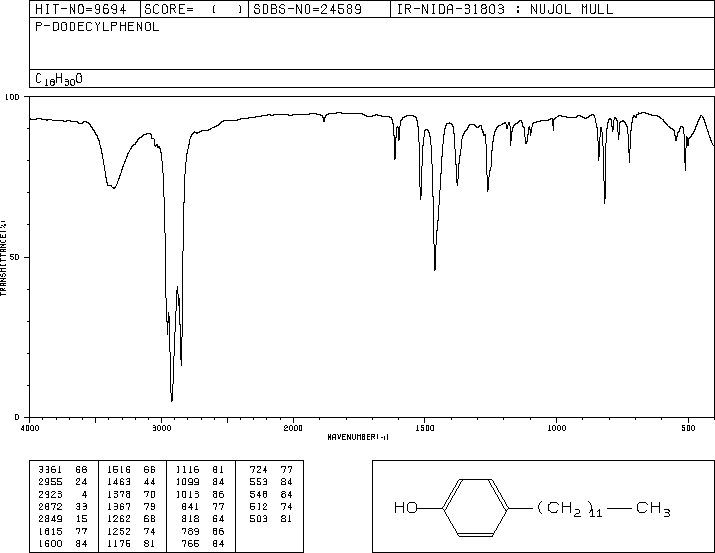 HIT-NO=9694 SCORE= ( ) SDBS-NO=24589 IR-NIDA-31803 : NUJOL MULL
P-DODECYLPHENOL
C18H30O
100
50
0
TRANSMITTANCE(%)
4000 3000 2000 1500 1000 500
WAVENUMBER(-1)
3361 68 1516 66 1116 81 724 77
2955 24 1463 44 1099 84 553 84
2923 4 1378 70 1013 86 548 84
2872 33 1367 79 841 77 512 74
2849 15 1262 68 818 64 503 81
1615 77 1252 74 789 86
1600 84 1176 81 766 84
HO (CH2)11 CH3